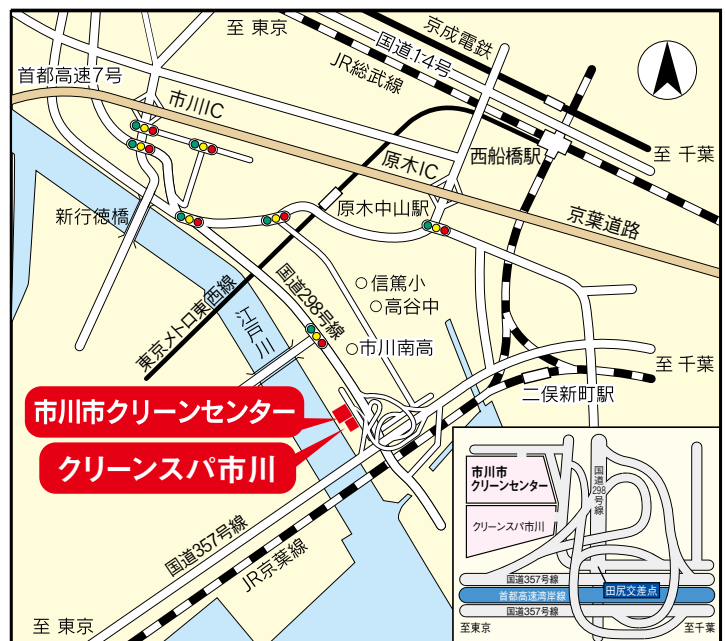 至 東京
京成電鉄
国道14号
JR総武線
首都高速7号
市川IC
原木IC
西船橋駅
至 千葉
新行徳橋
原木中山駅
京葉道路
東京メトロ東西線
国道298号線
信篤小
高谷中
江戸川
市川南高
至 千葉
二俣新町駅
市川市クリーンセンター
クリーンスパ市川
国道357号線
JR京葉線
至 東京
市川市
クリーンセンター
国道298号線
クリーンスパ市川
国道357号線
田尻交差点
首都高速湾岸線
国道357号線
至東京
至千葉